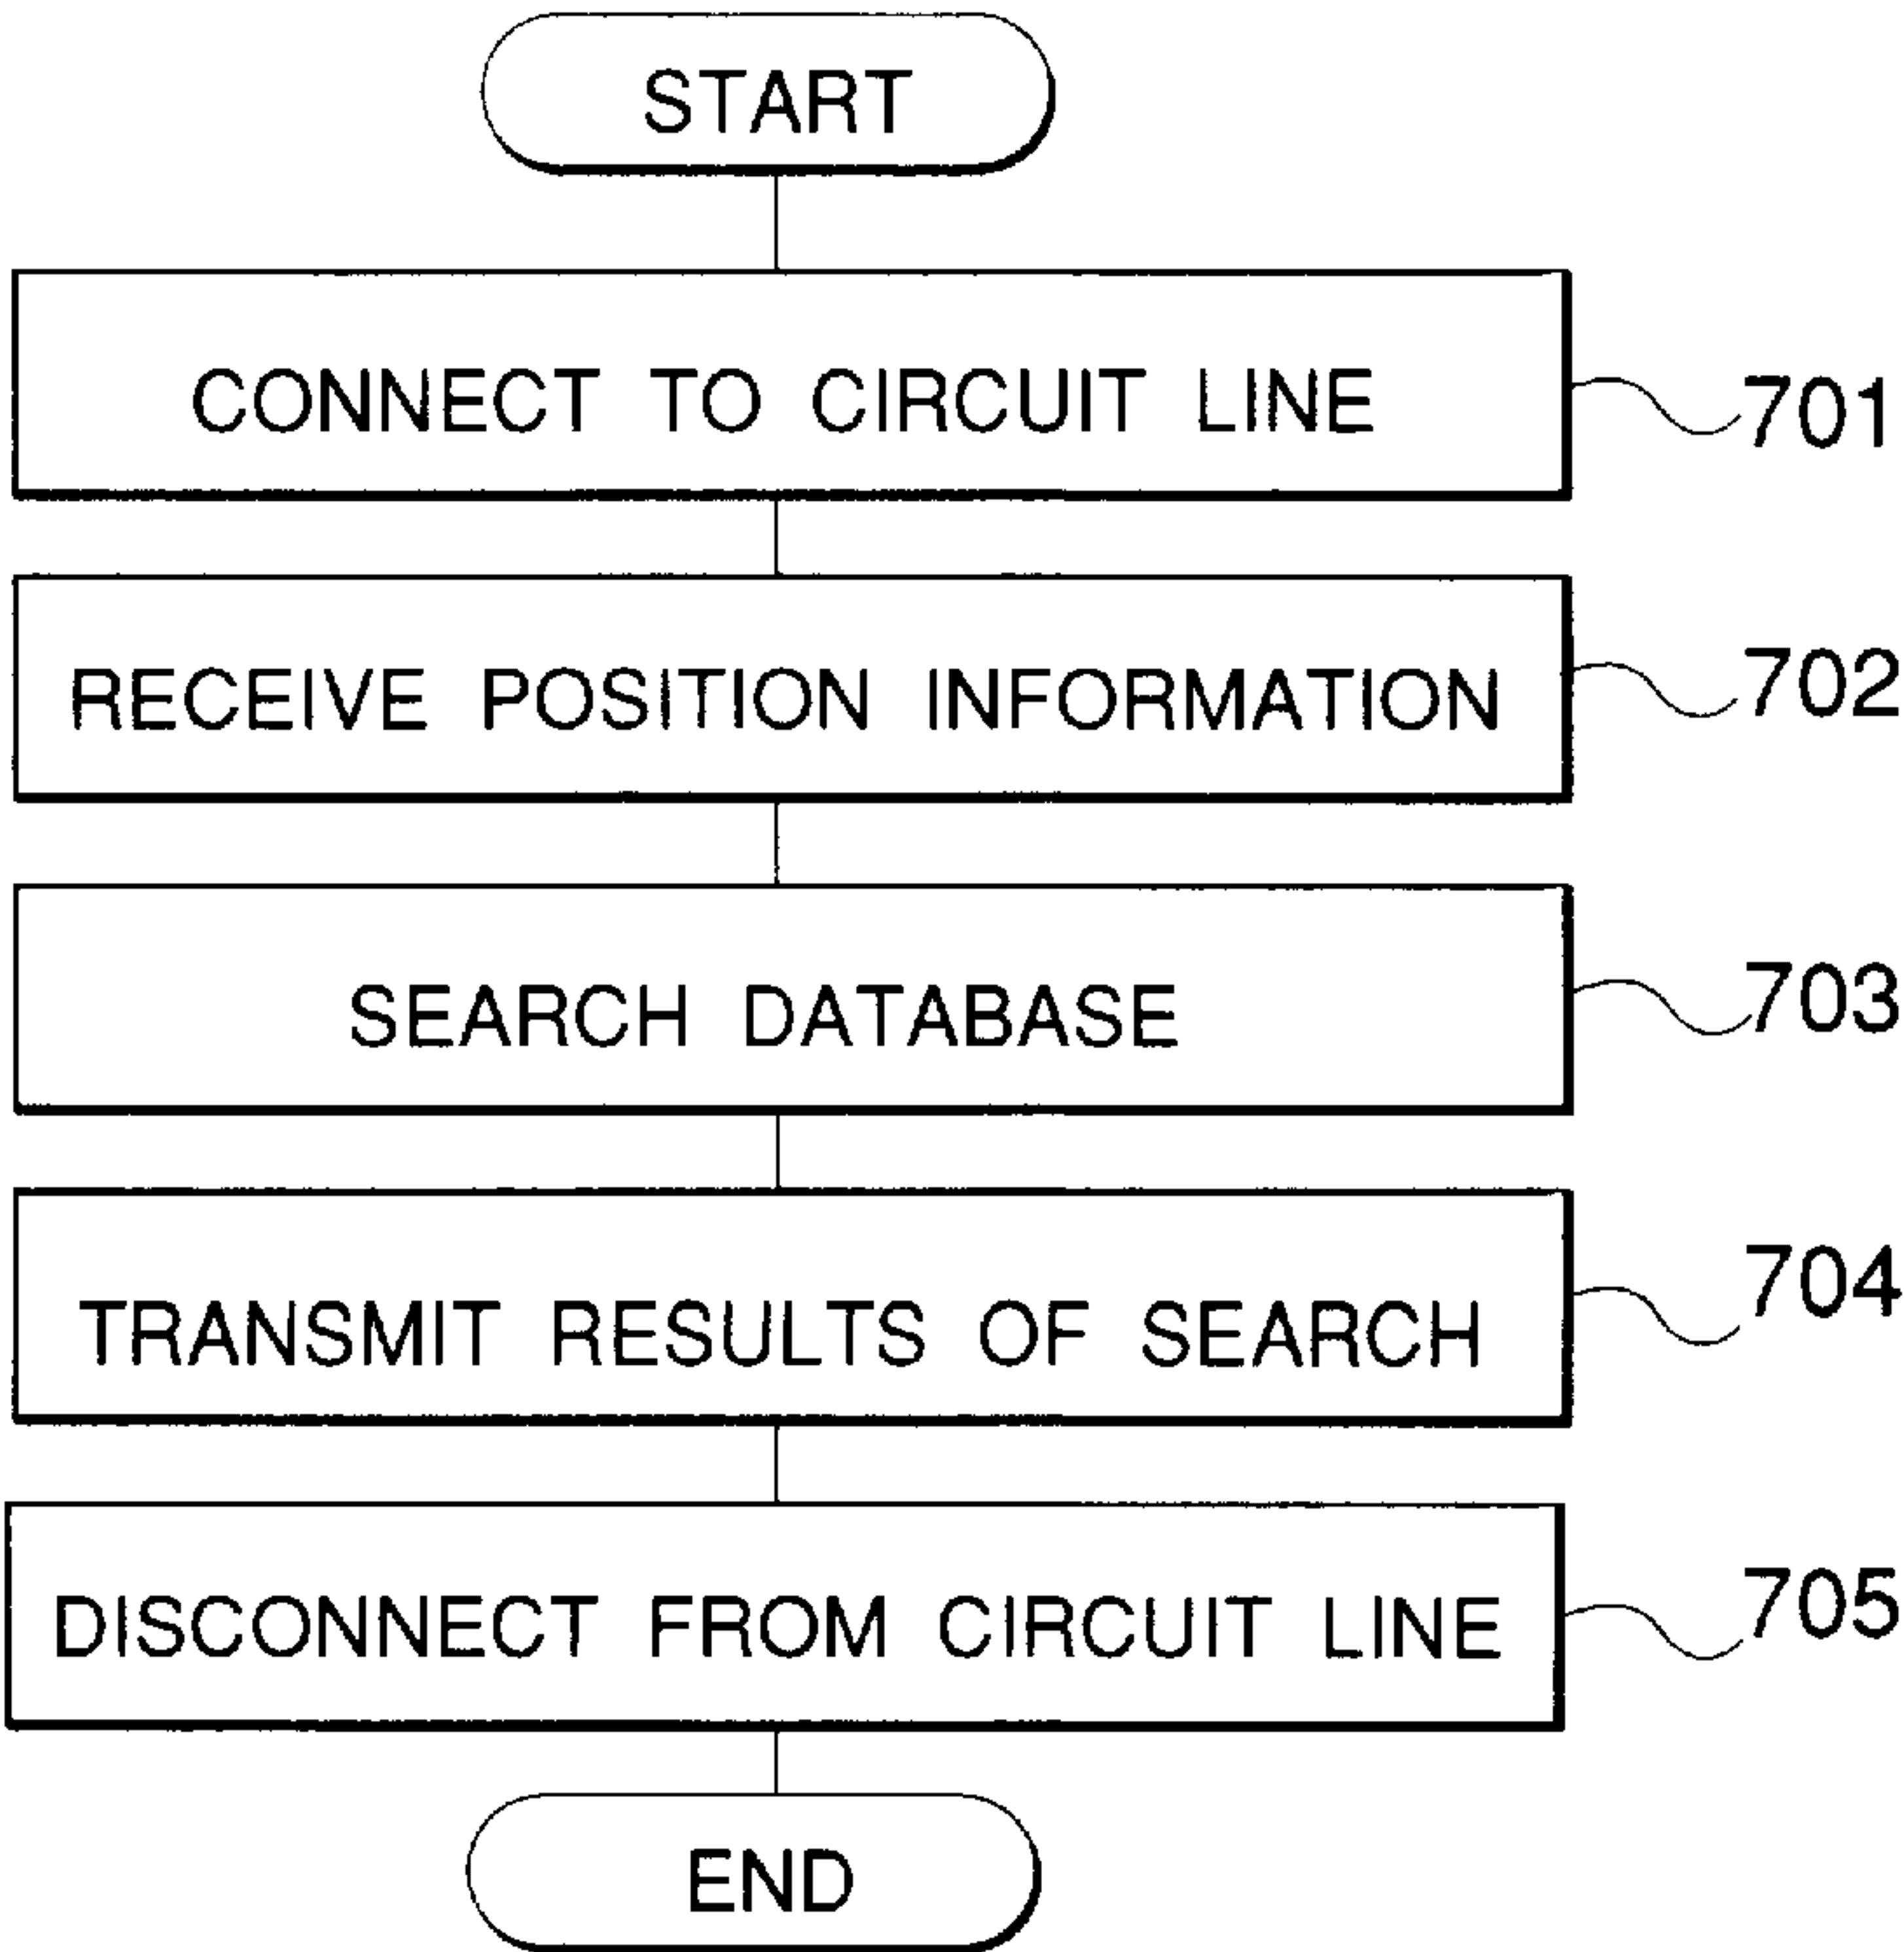 START
CONNECT TO CIRCUIT LINE
701
RECEIVE POSITION INFORMATION
702
SEARCH DATABASE
703
TRANSMIT RESULTS OF SEARCH
704
DISCONNECT FROM CIRCUIT LINE
705
END